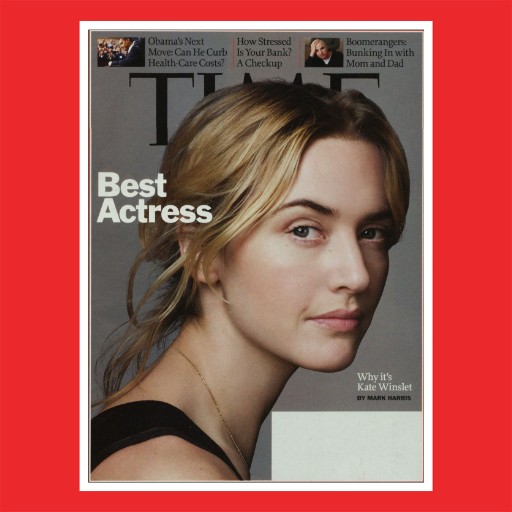 Obama's Next
Move: Can He Curb
Health-Care Costs?
How Stressed
Is Your Bank?
A Checkup
Boomerangers:
Bunking In with
Mom and Dad
TIME
Best
Actress
Why it's
Kate Winslet
BY MARK HARRIS